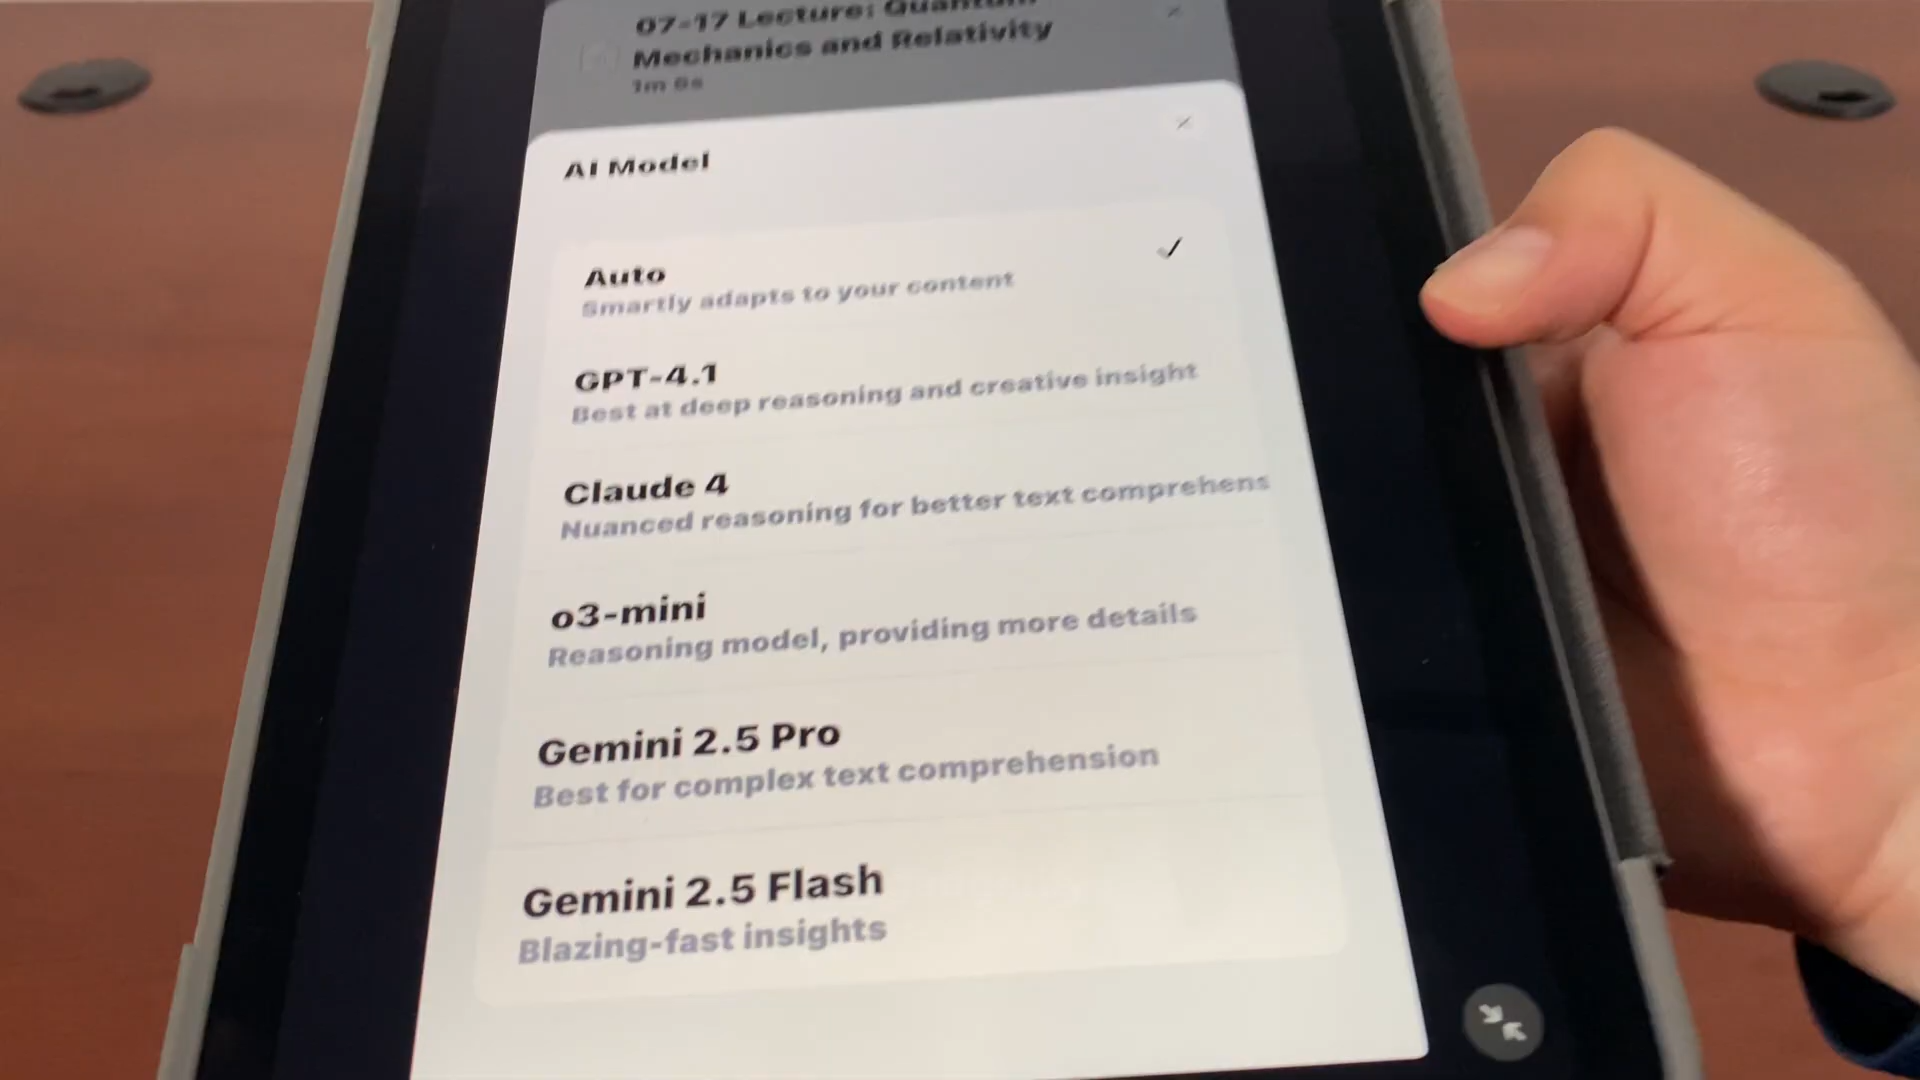 07-17 Lecture: Quantum
Mechanics and Relativity
1m 6s
AI Model
Auto
Smartly adapts to your content
GPT-4.1
Best at deep reasoning and creative insight
Claude 4
Nuanced reasoning for better text comprehens
o3-mini
Reasoning model, providing more details
Gemini 2.5 Pro
Best for complex text comprehension
Gemini 2.5 Flash
Blazing-fast insights